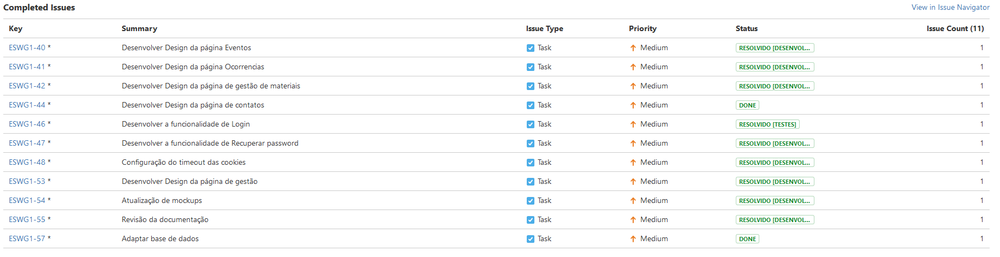 Completed Issues View in Issue Navigator
Key Summary Issue Type Priority Status Issue Count (11)
ESWG1-40 * Desenvolver Design da página Eventos Task Medium RESOLVIDO [DESENVOL... 1
ESWG1-41 * Desenvolver Design da página Ocorrencias Task Medium RESOLVIDO [DESENVOL... 1
ESWG1-42 * Desenvolver Design da página de gestão de materiais Task Medium RESOLVIDO [DESENVOL... 1
ESWG1-44 * Desenvolver Design da página de contatos Task Medium DONE 1
ESWG1-46 * Desenvolver a funcionalidade de Login Task Medium RESOLVIDO [TESTES] 1
ESWG1-47 * Desenvolver a funcionalidade de Recuperar password Task Medium RESOLVIDO [DESENVOL... 1
ESWG1-48 * Configuração do timeout das cookies Task Medium RESOLVIDO [DESENVOL... 1
ESWG1-53 * Desenvolver Design da página de gestão Task Medium RESOLVIDO [DESENVOL... 1
ESWG1-54 * Atualização de mockups Task Medium RESOLVIDO [DESENVOL... 1
ESWG1-55 * Revisão da documentação Task Medium RESOLVIDO [DESENVOL... 1
ESWG1-57 * Adaptar base de dados Task Medium DONE 1